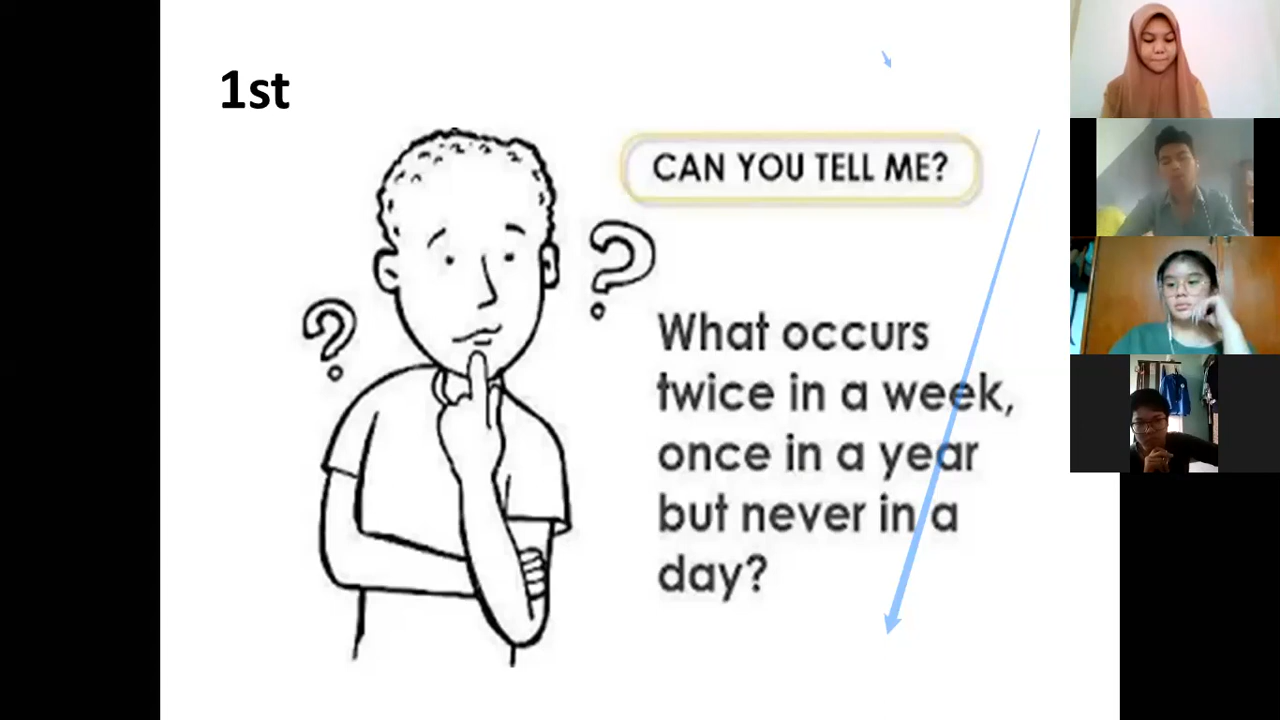 1st
CAN YOU TELL ME?
What occurs
twice in a week,
once in a year
but never in a
day?